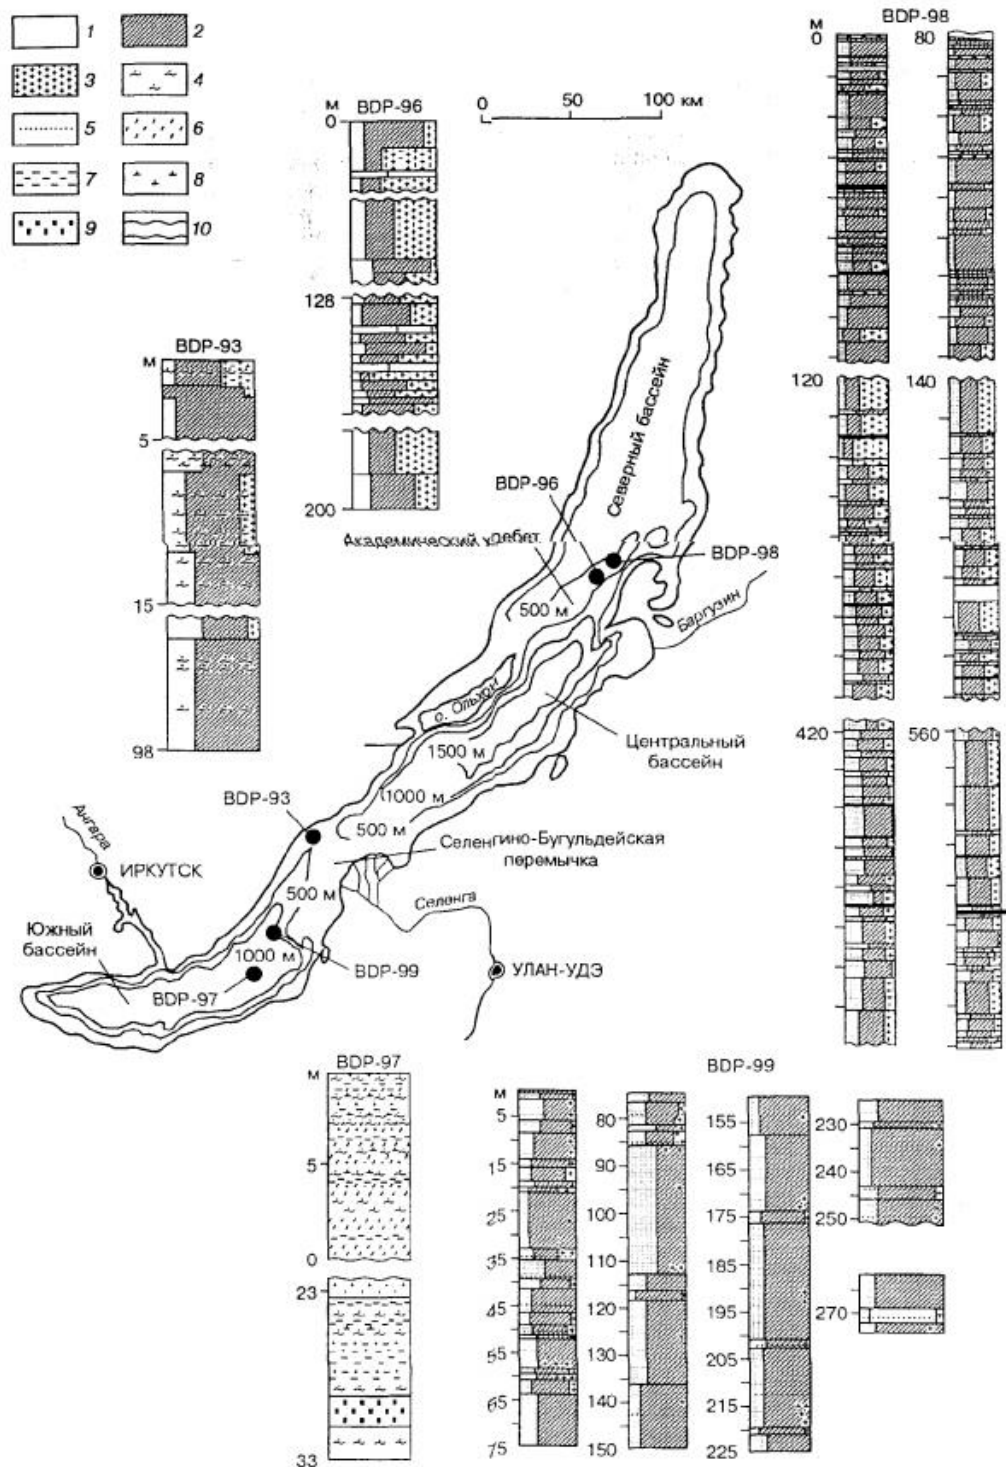 1 2
3 4
5 6
7 8
9 10
BDP-96
м
0
128
200
0 50 100 км
BDP-98
м
0
80
120
140
420
560
BDP-93
м
5
15
98
Северный бассейн
BDP-96
Академический хребет
BDP-98
500 м
Баргузин
о. Ольхон
1500 м
Центральный
бассейн
1000 м
BDP-93
500 м
Селенгино-Бугульдейская
перемычка
Ангара
ИРКУТСК
500 м
Селенга
Южный
бассейн
1000 м
BDP-99
BDP-97
УЛАН-УДЭ
BDP-97
м
5
0
23
33
BDP-99
м
5
15
25
35
45
55
65
75
80
90
100
110
120
130
140
150
155
165
175
185
195
205
215
225
230
240
250
270